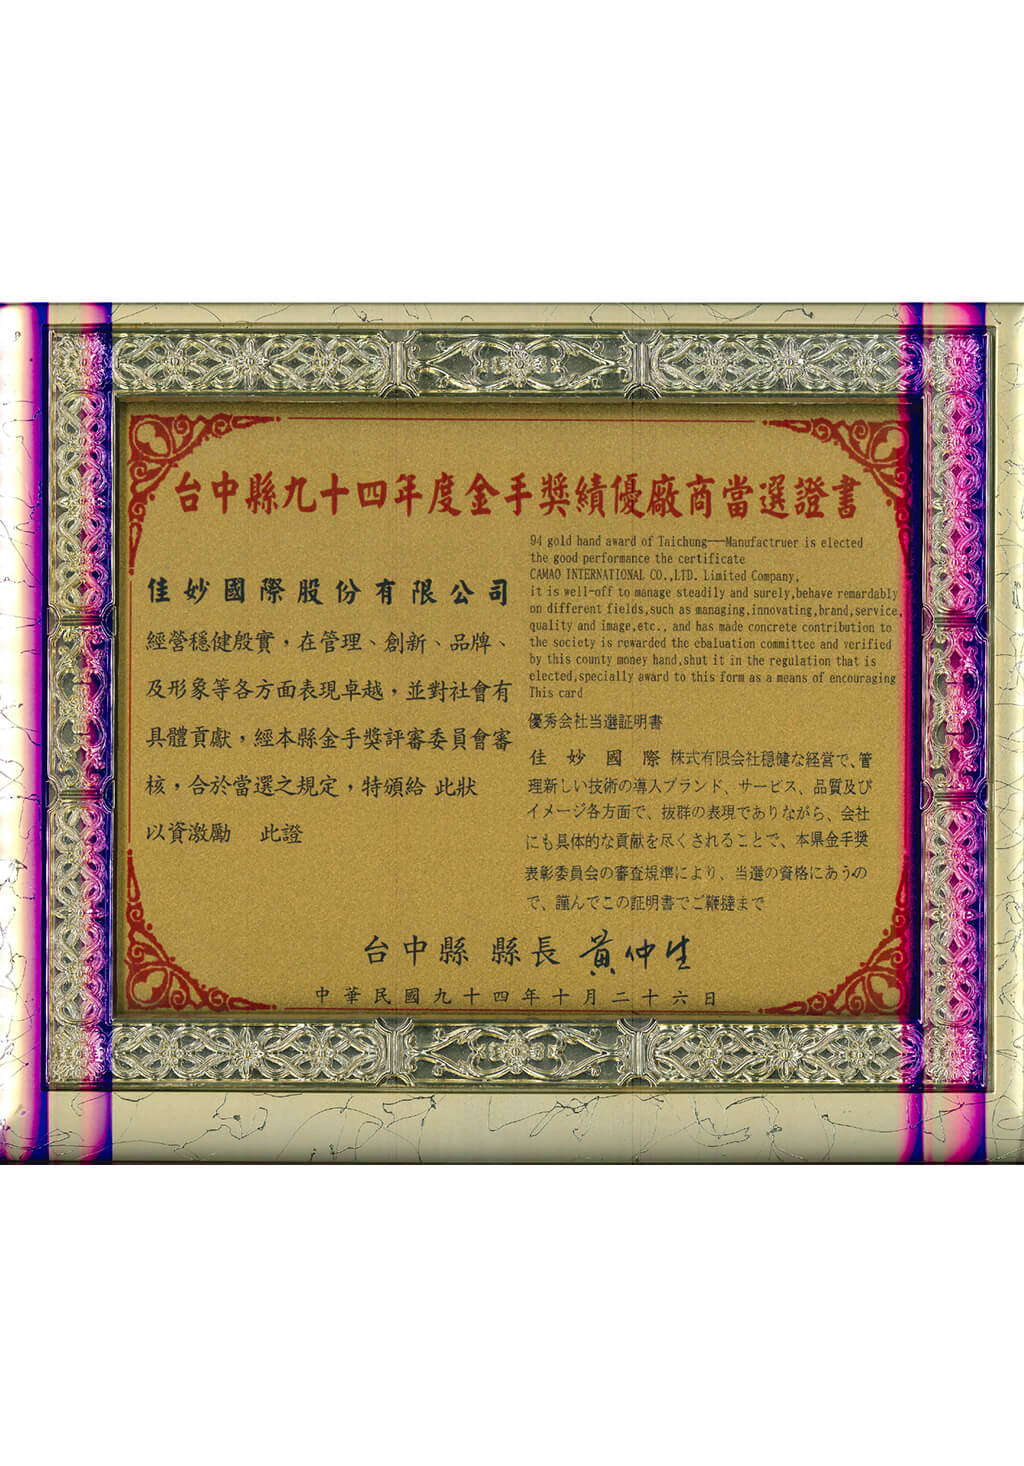 台中縣九十四年度金手獎績優廠商當選證書
佳妙國際股份有限公司
經營穩健殷實，在管理、創新、品牌、
及形象等各方面表現卓越，並對社會有
具體貢獻，經本縣金手獎評審委員會審
核，合於當選之規定，特頒給 此狀
以資激勵 此證
94 gold hand award of Taichung——Manufactruer is elected
the good performance the certificate
CAMAO INTERNATIONAL CO.,LTD. Limited Company,
it is well-off to manage steadily and surely,behave remardably
on different fields,such as managing,innovating,brand,service,
quality and image,etc., and has made concrete contribution to
the society is rewarded the ebaluation committee and verified
by this county money hand,shut it in the regulation that is
elected,specially award to this form as a means of encouraging
This card
優秀会社当選証明書
佳妙國際 株式有限会社穏健な経営で、管
理新しい技術の導入ブランド、サービス、品質及び
イメージ各方面で、抜群の表現でありながら、会社
にも具体的な貢献を尽くされることで、本県金手奬
表彰委員会の審査規準により、当選の資格にあうの
で、謹んでこの証明書でご鞭撻まで
台中縣 縣長 黃仲生
中華民國九十四年十月二十六日